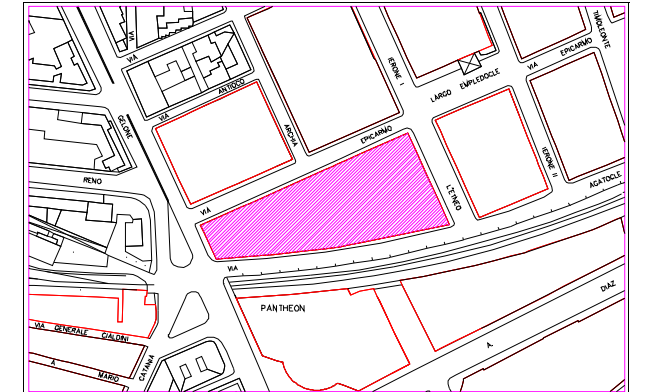 VIA
VIA
GELONE
RENO
VIA ANTIOCO
ARCHIA
IERONE I
LARGO EMPLEDOCLE
VIA EPICARMO
TIMOLEONTE
VIA EPICARMO
L'ETNEO
IERONE II
VIA AGATOCLE
PANTHEON
VIA GENERALE CIALDINI
A MARIO
CATANIA
A. DIAZ